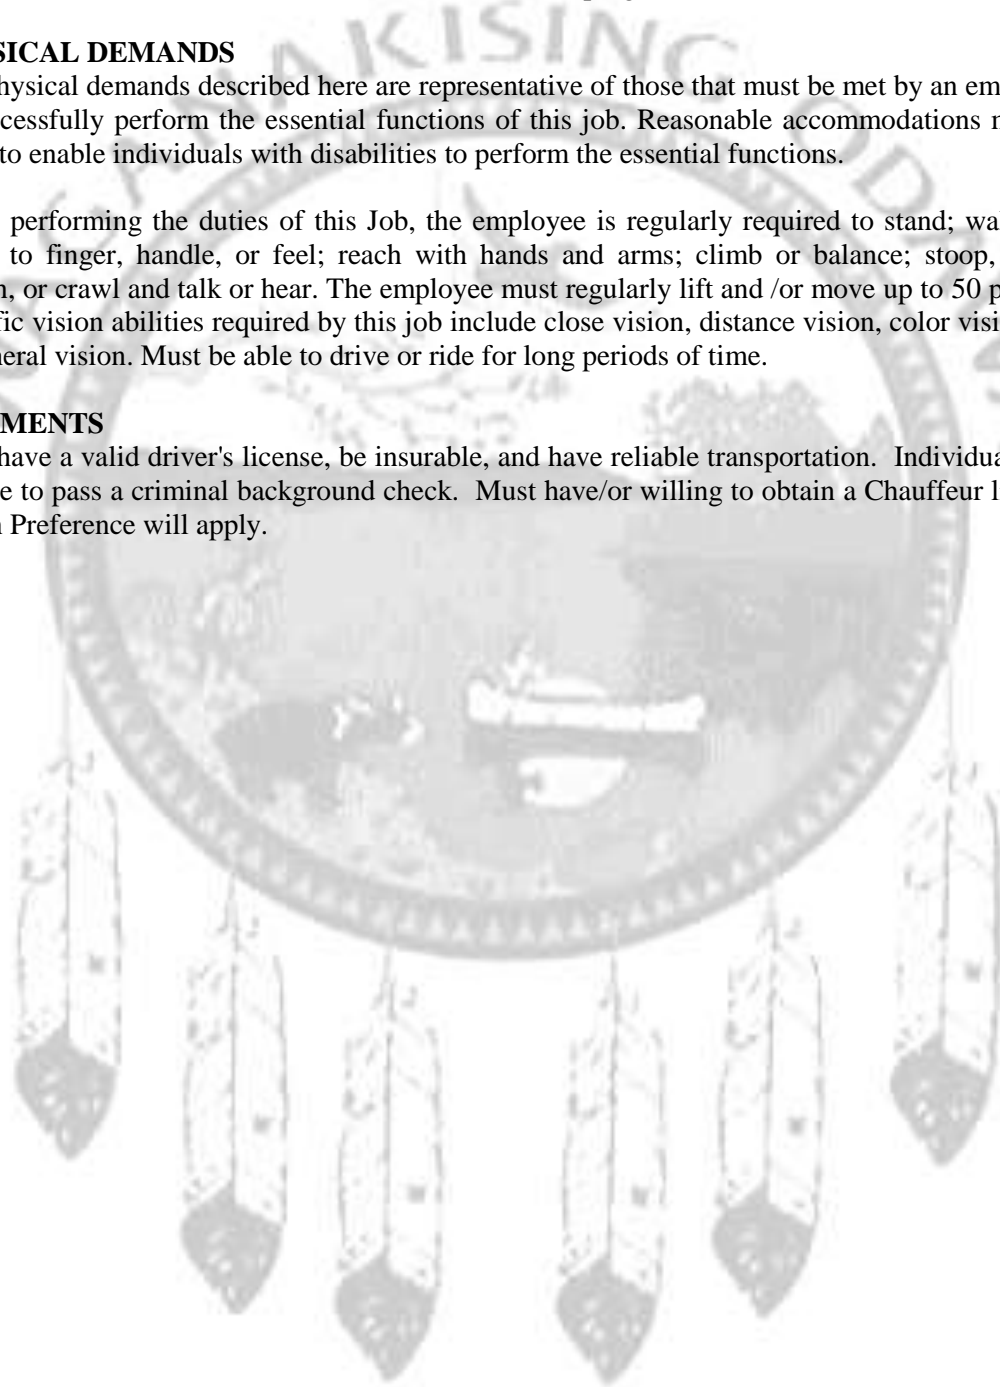 NAKISING ODAWA
SICAL DEMANDS
hysical demands described here are representative of those that must be met by an em
cessfully perform the essential functions of this job. Reasonable accommodations
to enable individuals with disabilities to perform the essential functions.
performing the duties of this Job, the employee is regularly required to stand; wa
to finger, handle, or feel; reach with hands and arms; climb or balance; stoop,
, or crawl and talk or hear. The employee must regularly lift and /or move up to 50 p
fic vision abilities required by this job include close vision, distance vision, color visi
neral vision. Must be able to drive or ride for long periods of time.
MENTS
have a valid driver's license, be insurable, and have reliable transportation.  Individua
e to pass a criminal background check.  Must have/or willing to obtain a Chauffeur l
Preference will apply.